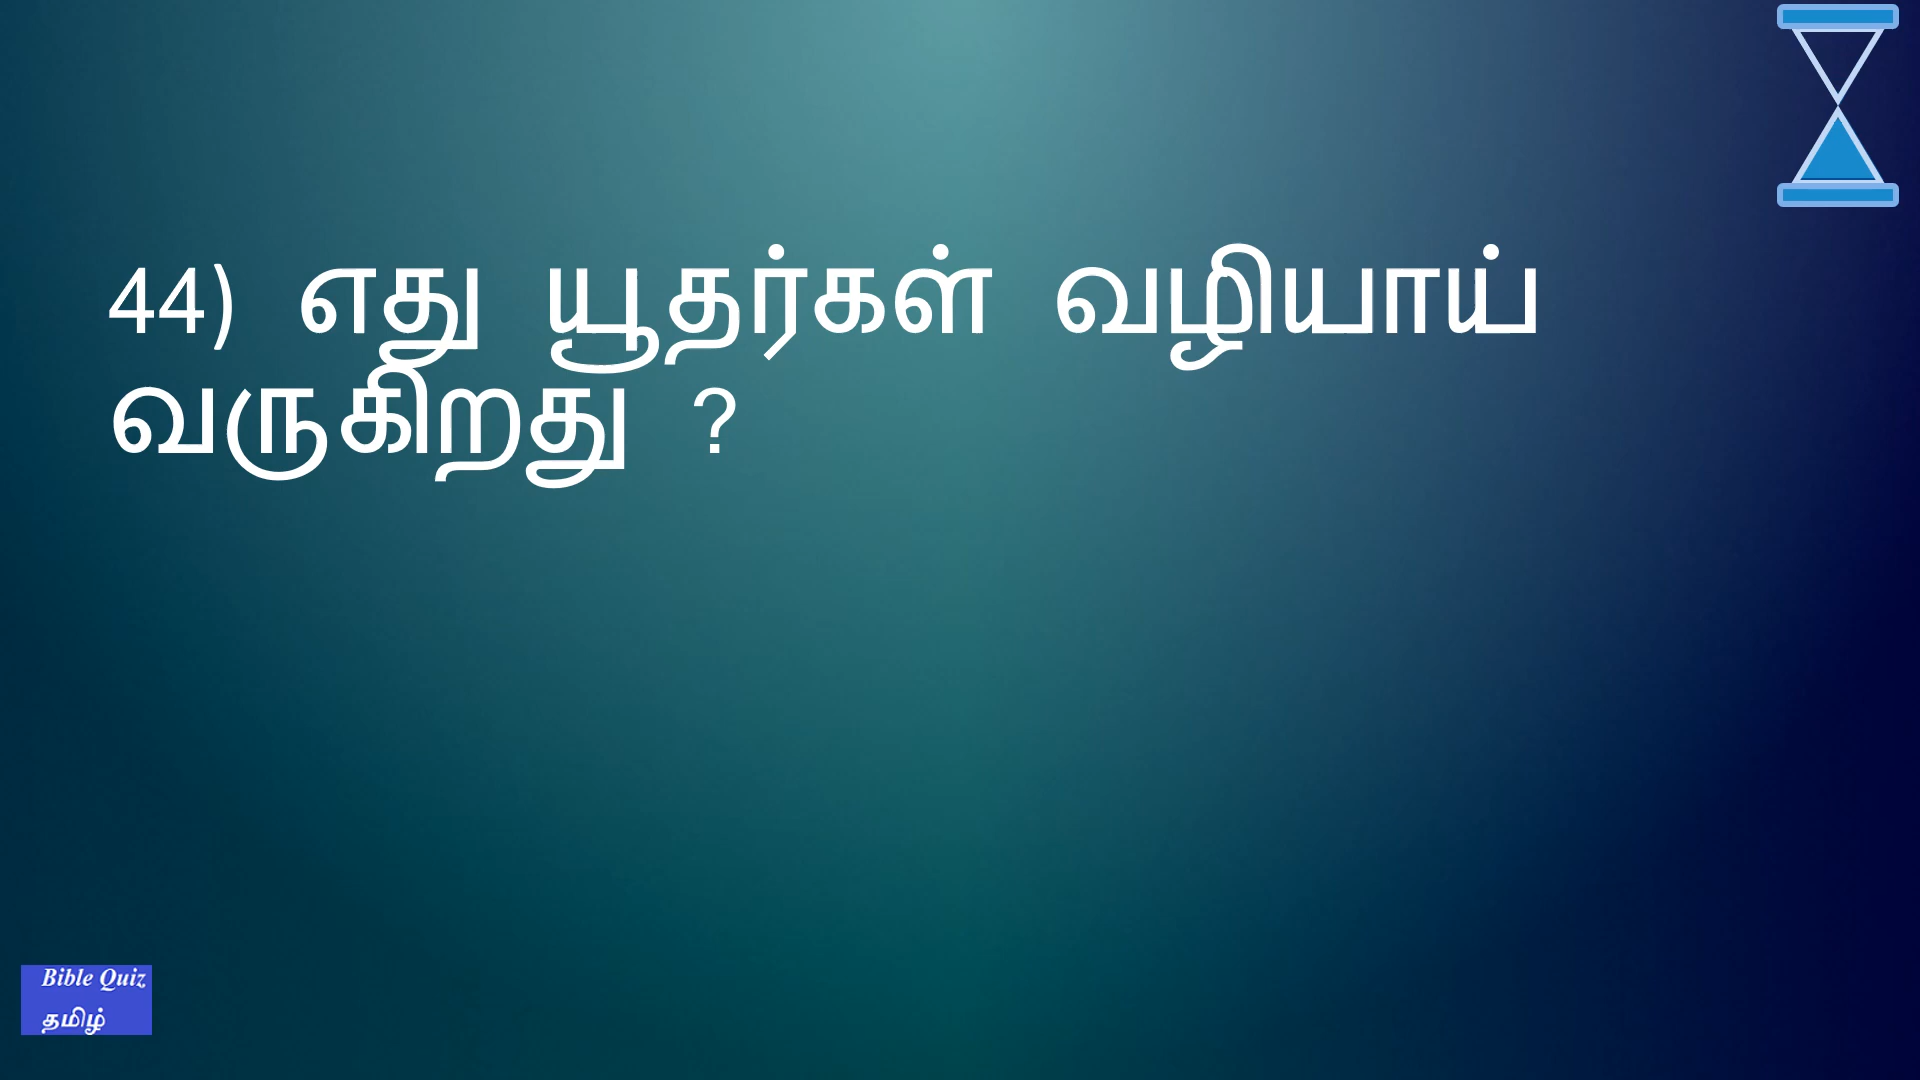 44) எது யூதர்கள் வழியாய்
வருகிறது ?
Bible Quiz
தமிழ்